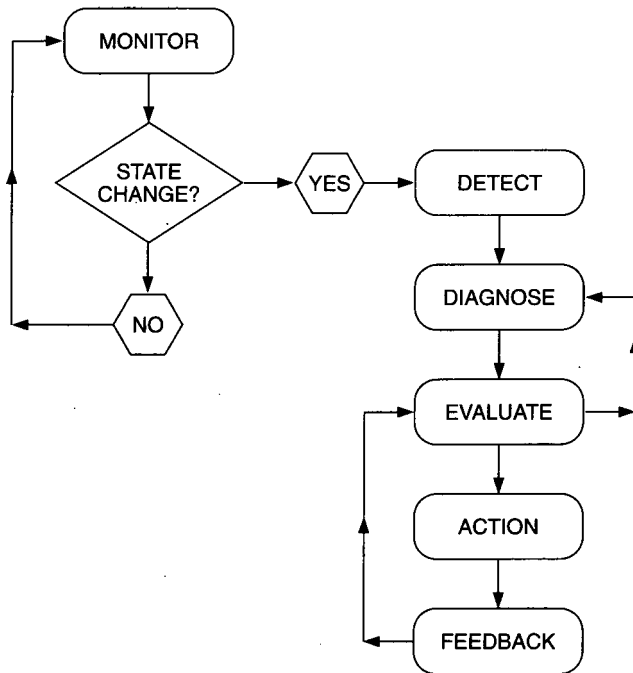 MONITOR
STATE
CHANGE?
YES
DETECT
NO
DIAGNOSE
EVALUATE
ACTION
FEEDBACK